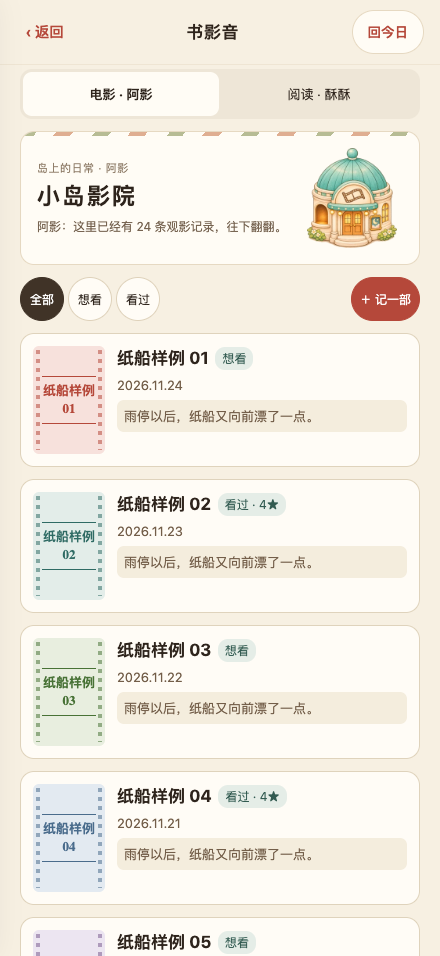 ‹ 返回
书影音
回今日
电影 · 阿影
阅读 · 酥酥
岛上的日常 · 阿影
小岛影院
阿影：这里已经有 24 条观影记录，往下翻翻。
全部
想看
看过
＋ 记一部
纸船样例
01
纸船样例 01
想看
2026.11.24
雨停以后，纸船又向前漂了一点。
纸船样例
02
纸船样例 02
看过 · 4★
2026.11.23
雨停以后，纸船又向前漂了一点。
纸船样例
03
纸船样例 03
想看
2026.11.22
雨停以后，纸船又向前漂了一点。
纸船样例
04
纸船样例 04
看过 · 4★
2026.11.21
雨停以后，纸船又向前漂了一点。
纸船样例 05
想看